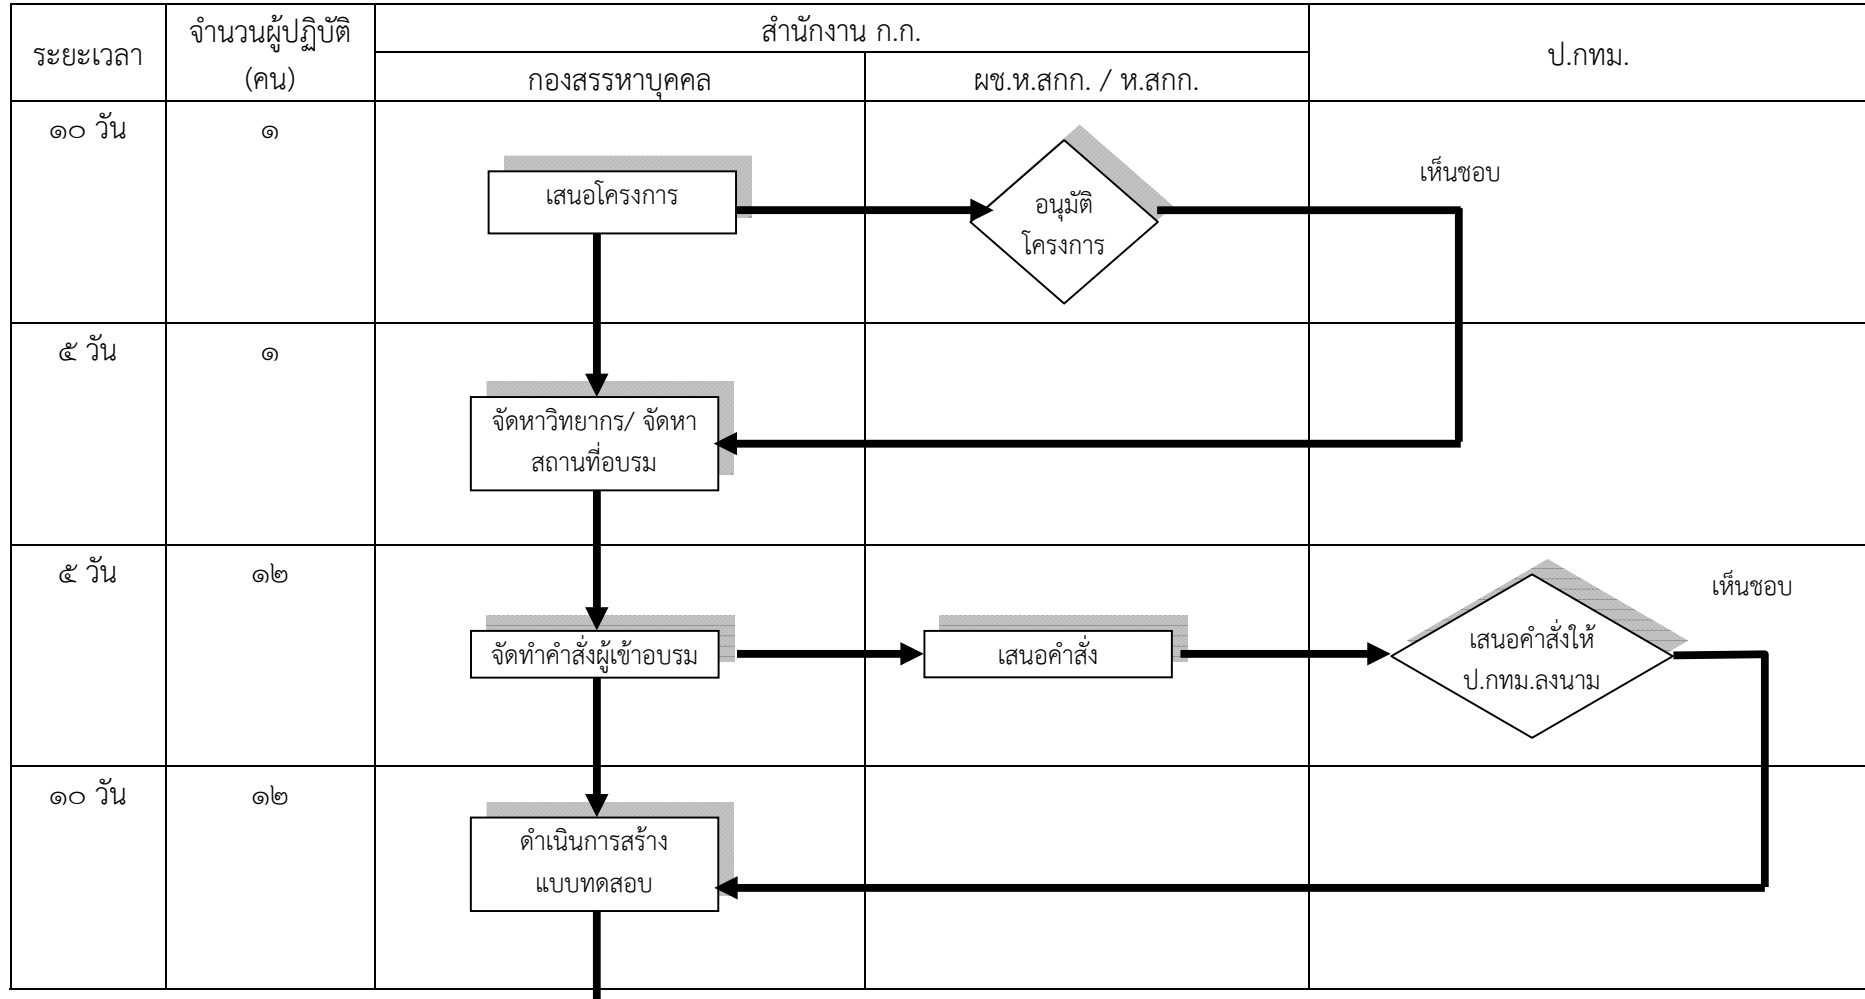 ระยะเวลา
จำนวนผู้ปฏิบัติ
(คน)
สำนักงาน ก.ก.
ป.กทม.
กองสรรหาบุคคล
ผช.ห.สกก. / ห.สกก.
๑๐ วัน
๑
เสนอโครงการ
อนุมัติ
โครงการ
เห็นชอบ
๕ วัน
๑
จัดหาวิทยากร/ จัดหา
สถานที่อบรม
๕ วัน
๑๒
จัดทำคำสั่งผู้เข้าอบรม
เสนอคำสั่ง
เสนอคำสั่งให้
ป.กทม.ลงนาม
เห็นชอบ
๑๐ วัน
๑๒
ดำเนินการสร้าง
แบบทดสอบ